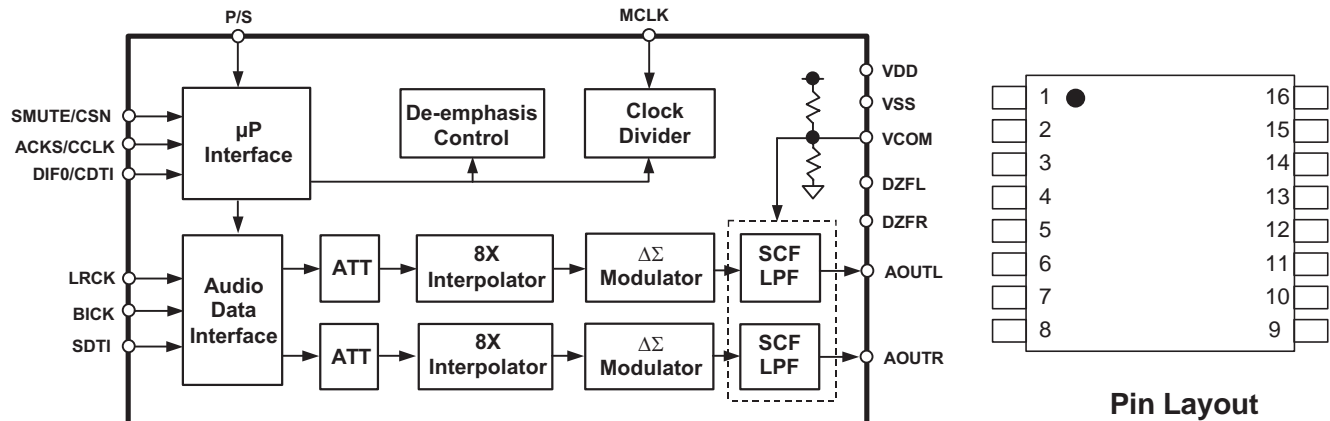 P/S
MCLK
SMUTE/CSN
ACKS/CCLK
DIF0/CDTI
µP
Interface
De-emphasis
Control
Clock
Divider
VDD
VSS
VCOM
DZFL
DZFR
LRCK
BICK
SDTI
Audio
Data
Interface
ATT
8X
Interpolator
ΔΣ
Modulator
SCF
LPF
AOUTL
ATT
8X
Interpolator
ΔΣ
Modulator
SCF
LPF
AOUTR
1 16
2 15
3 14
4 13
5 12
6 11
7 10
8 9
Pin Layout